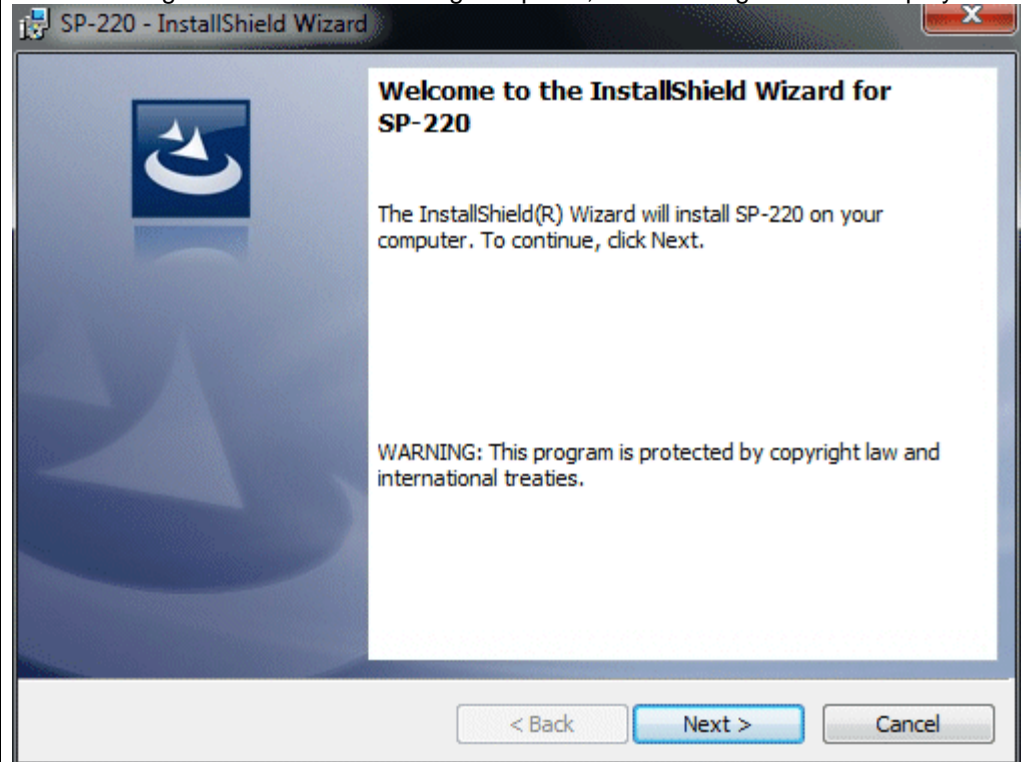 SP-220 - InstallShield Wizard
Welcome to the InstallShield Wizard for
SP-220
The InstallShield(R) Wizard will install SP-220 on your
computer. To continue, click Next.
WARNING: This program is protected by copyright law and
international treaties.
< Back
Next >
Cancel